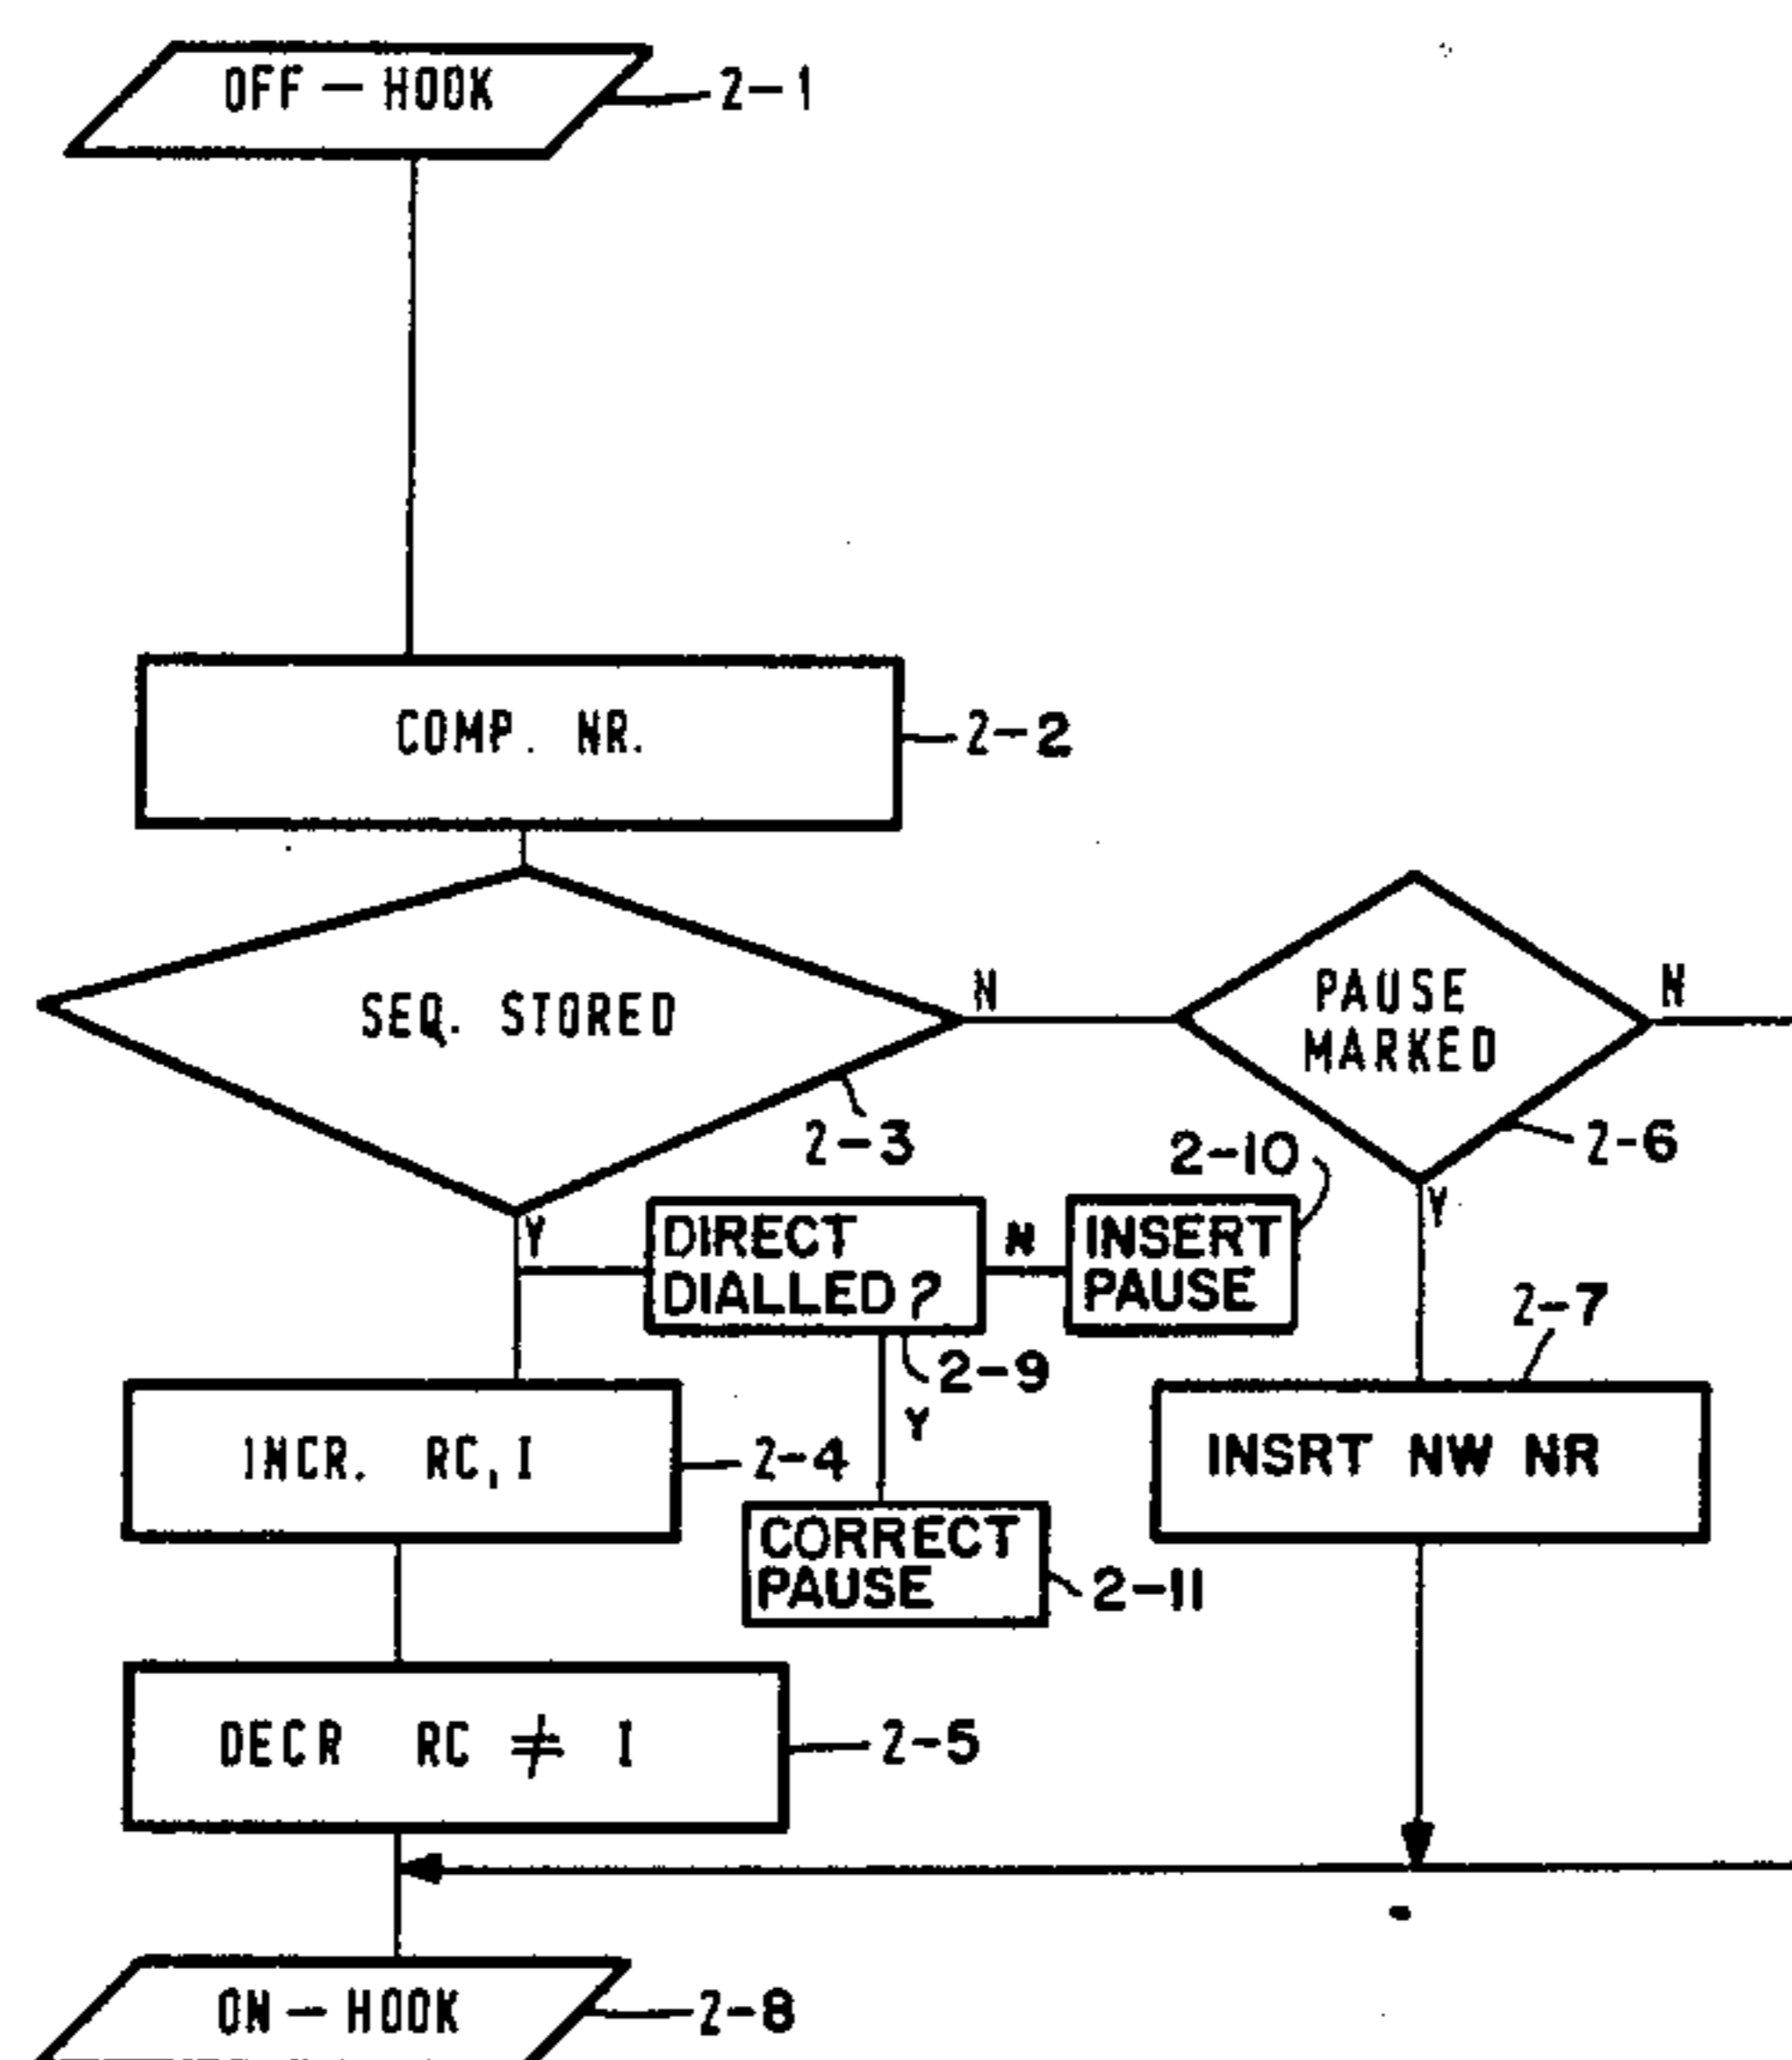 OFF — HOOK
2-1
COMP. NR.
2-2
SEQ. STORED
N
2-3
Y
PAUSE
MARKED
N
2-6
Y
DIRECT
DIALLED ?
2-9
N
Y
2-10
INSERT
PAUSE
2-7
INSRT NW NR
INCR. RC, I
2-4
CORRECT
PAUSE
2-11
DECR RC ≠ I
2-5
ON — HOOK
2-8